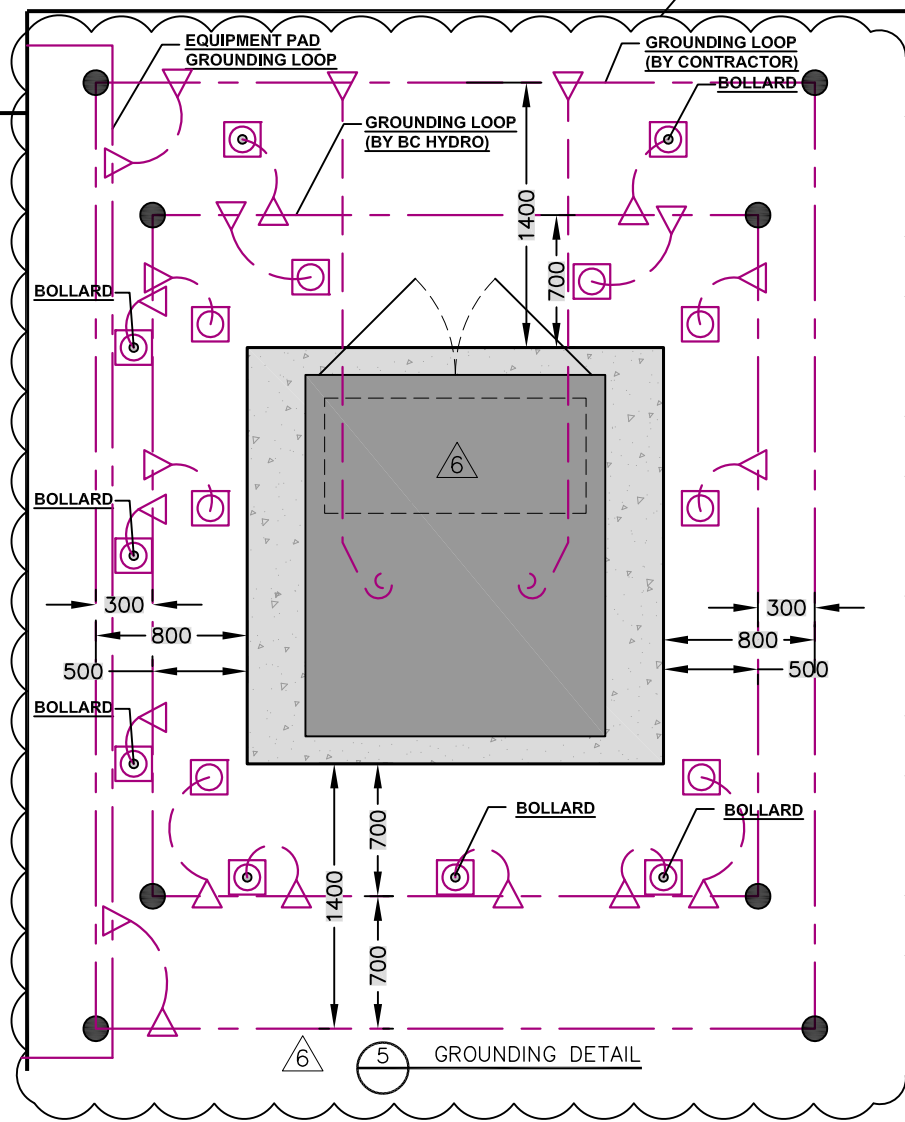 EQUIPMENT PAD
GROUNDING LOOP
GROUNDING LOOP
(BY CONTRACTOR)
BOLLARD
GROUNDING LOOP
(BY BC HYDRO)
1400
700
BOLLARD
6
BOLLARD
300
800
500
300
800
500
BOLLARD
700
BOLLARD
BOLLARD
1400
700
6
5
GROUNDING DETAIL